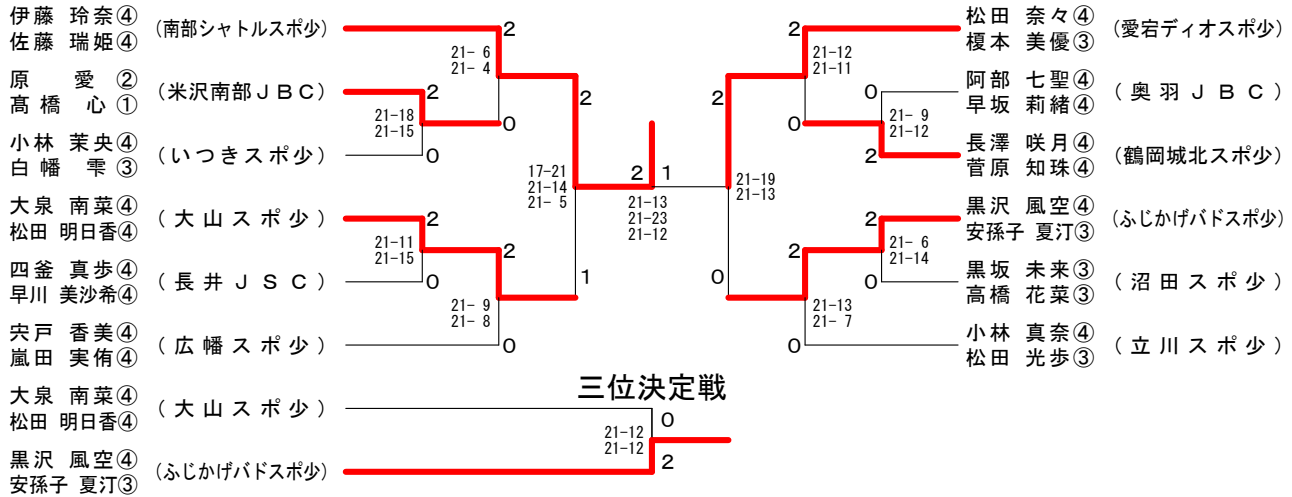 伊藤 玲奈④
佐藤 瑞姫④
(南部シャトルスポ少)
2
21- 6
21- 4
原 愛②
髙橋 心①
(米沢南部ＪＢＣ)
2
0
21-18
21-15
小林 茉央④
白幡 雫③
(いつきスポ少)
0
2
17-21
21-14
21- 5
大泉 南菜④
松田 明日香④
(大山スポ少)
2
21-11
21-15
2
四釜 真歩④
早川 美沙希④
(長井ＪＳＣ)
0
1
21- 9
21- 8
宍戸 香美④
嵐田 実侑④
(広幡スポ少)
0
2
1
21-13
21-23
21-12
松田 奈々④
榎本 美優③
(愛宕ディオスポ少)
2
21-12
21-11
阿部 七聖④
早坂 莉緒④
(奥羽ＪＢＣ)
0
2
0
21- 9
21-12
長澤 咲月④
菅原 知珠④
(鶴岡城北スポ少)
2
21-19
21-13
黒沢 風空④
安孫子 夏汀③
(ふじかげバドスポ少)
2
2
21- 6
21-14
黒坂 未来③
高橋 花菜③
(沼田スポ少)
0
0
21-13
21- 7
小林 真奈④
松田 光歩③
(立川スポ少)
0
三位決定戦
大泉 南菜④
松田 明日香④
(大山スポ少)
0
21-12
21-12
黒沢 風空④
安孫子 夏汀③
(ふじかげバドスポ少)
2